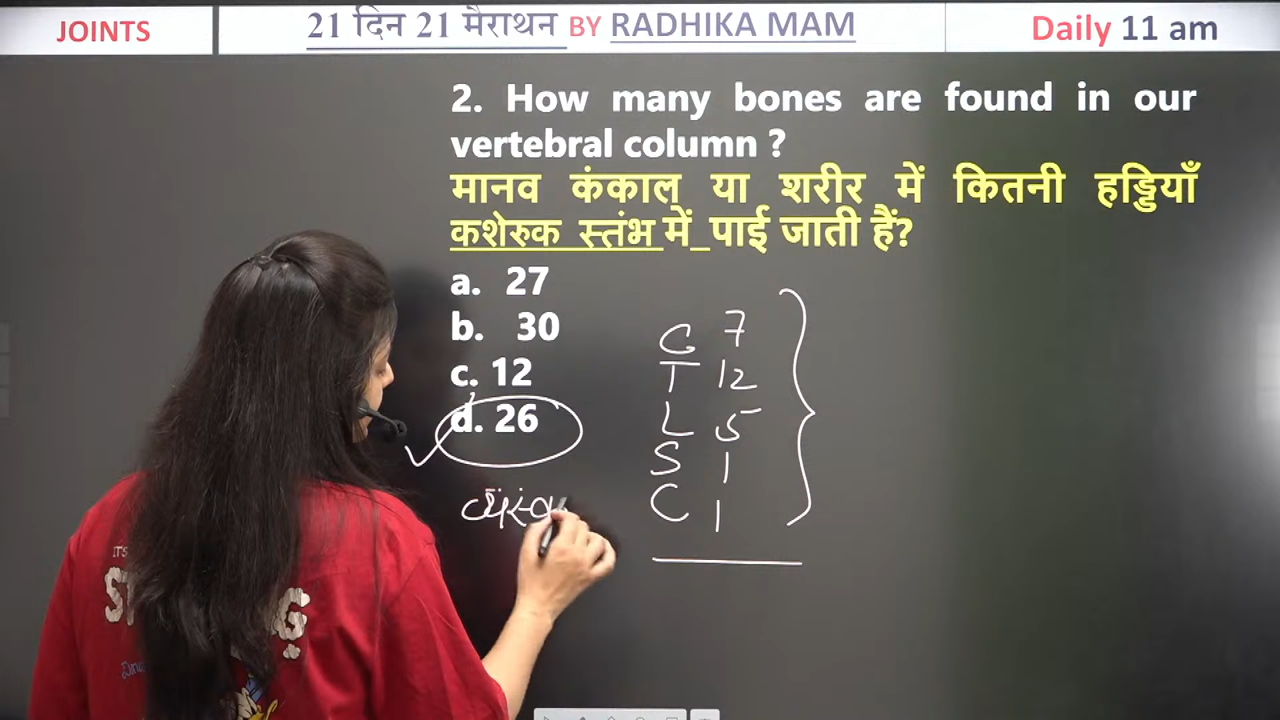 JOINTS
21 दिन 21 मैराथन BY RADHIKA MAM
Daily 11 am
2. How many bones are found in our
vertebral column ?
मानव कंकाल या शरीर में कितनी हड्डियाँ
कशेरुक स्तंभ में पाई जाती हैं?
a. 27
b. 30
c. 12
d. 26
C 7
T 12
L 5
S 1
C 1